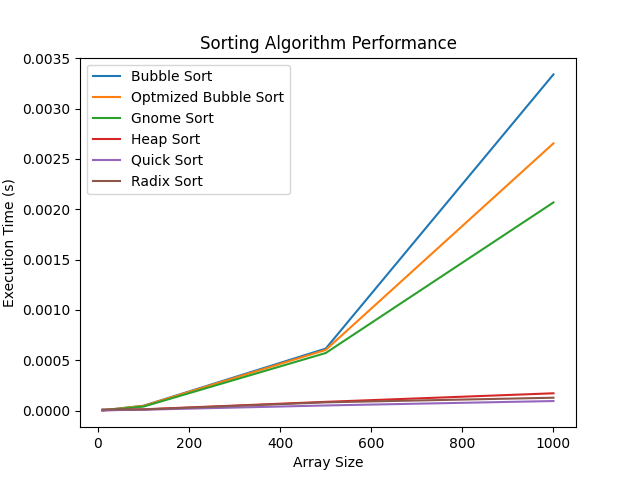 Sorting Algorithm Performance
0.0035
0.0030
0.0025
0.0020
0.0015
0.0010
0.0005
0.0000
Execution Time (s)
Bubble Sort
Optmized Bubble Sort
Gnome Sort
Heap Sort
Quick Sort
Radix Sort
0 200 400 600 800 1000
Array Size